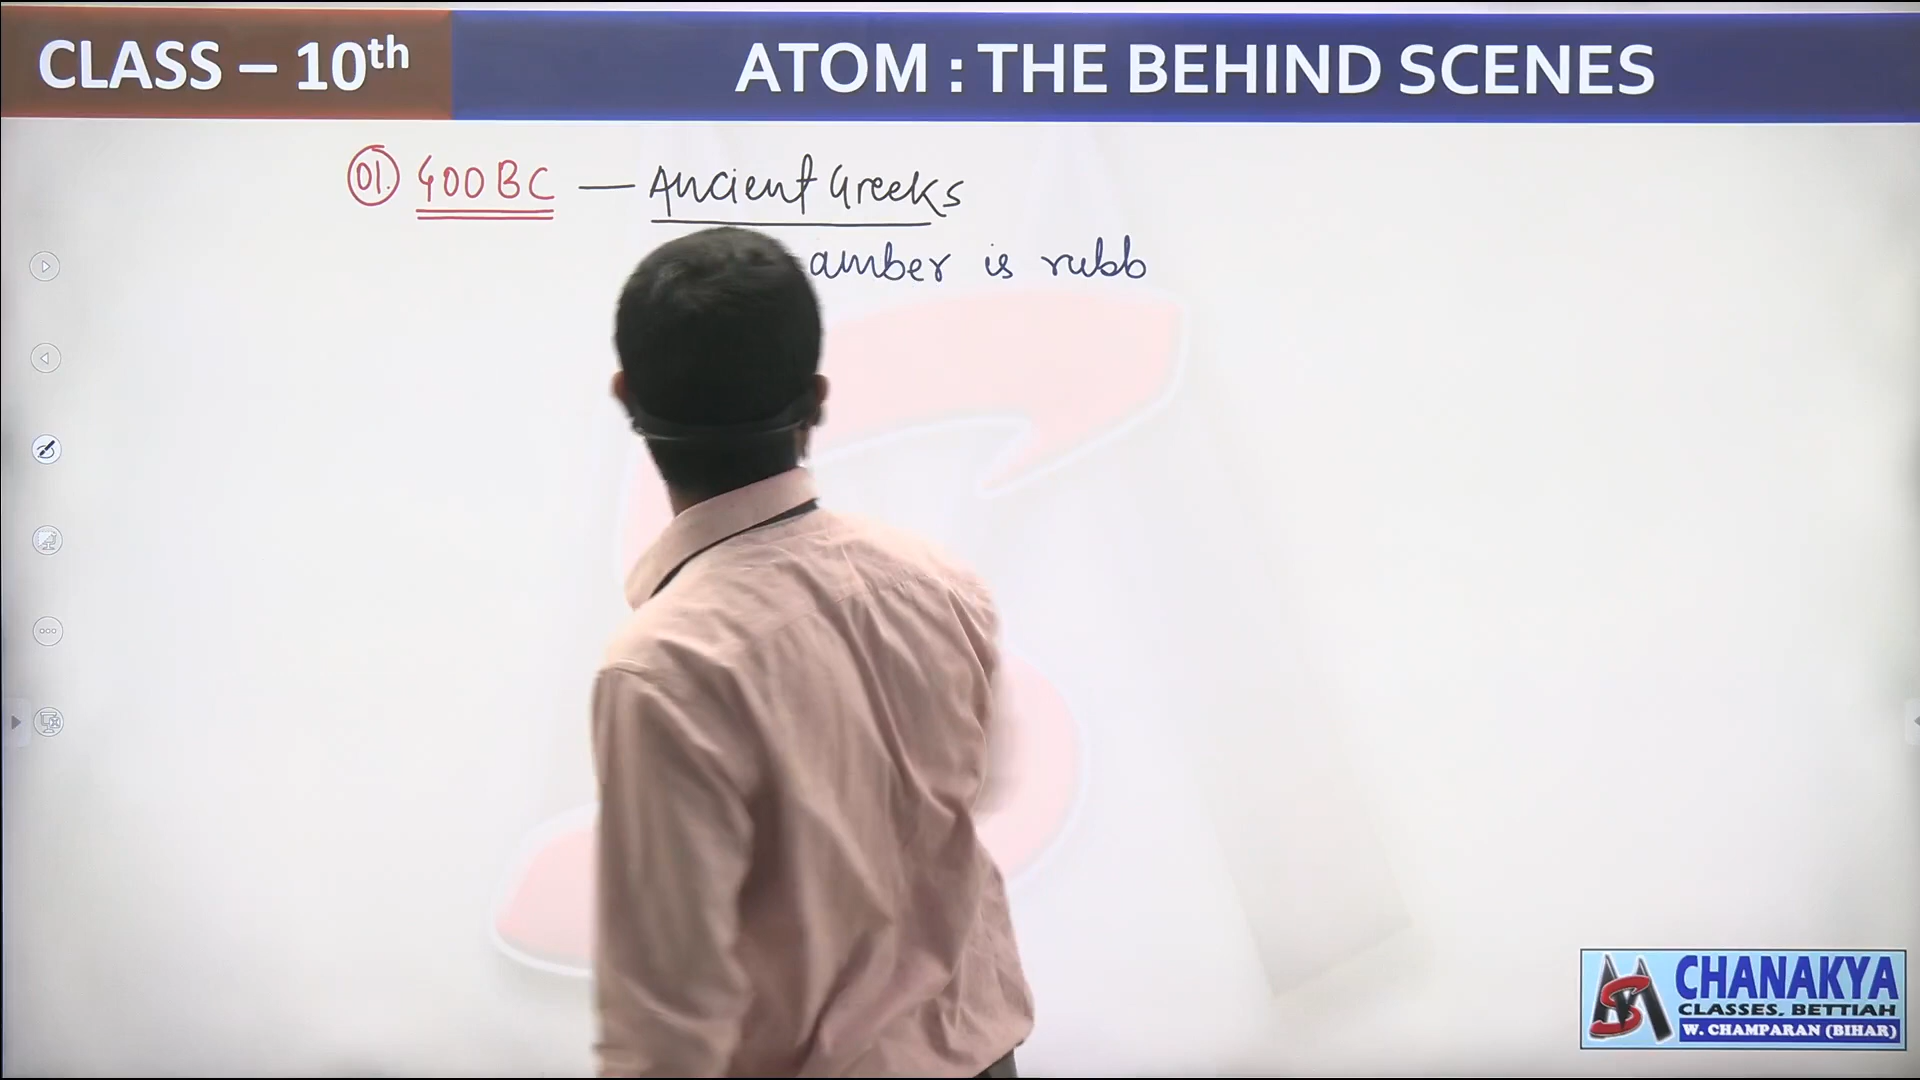 CLASS – 10th
ATOM : THE BEHIND SCENES
01. 400 BC — Ancient Greeks
amber is rubb
CHANAKYA
CLASSES, BETTIAH
W. CHAMPARAN (BIHAR)